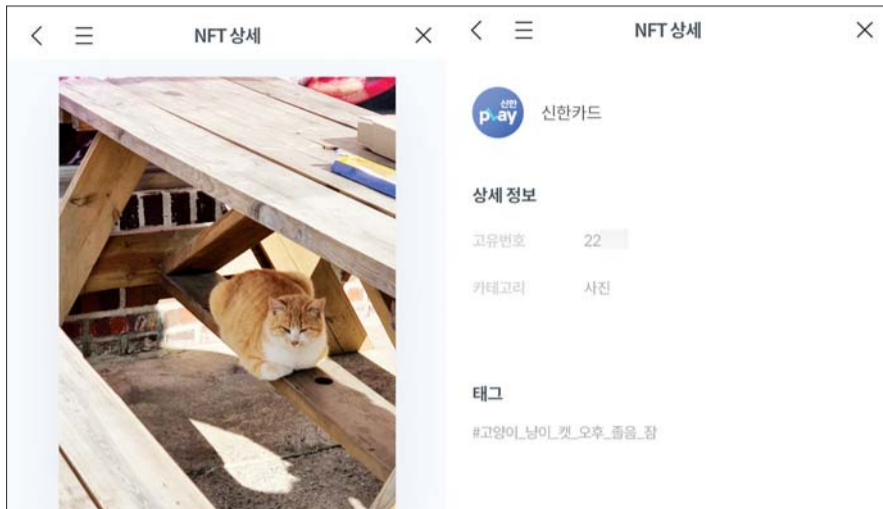 NFT 상세
NFT 상세
신한
play
신한카드
상세 정보
고유번호 22
카테고리 사진
태그
#고양이_냥이_캣_오후_졸음_잠